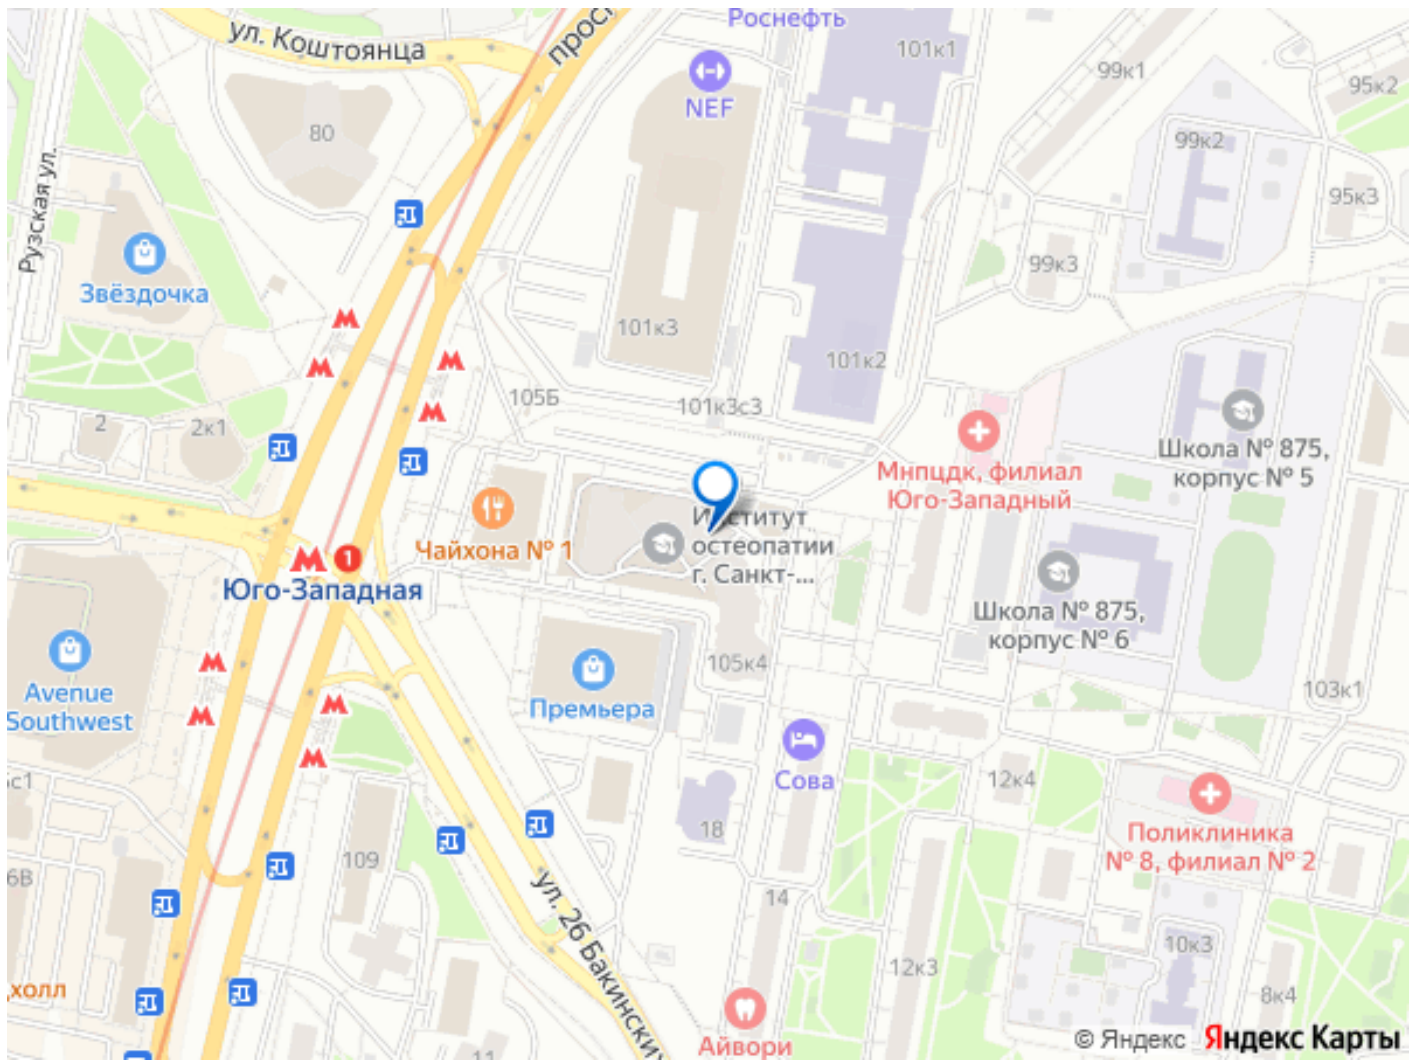 Роснефть
ул. Коштоянца
просп
101к1
99к1
95к2
NEF
80
99к2
Рузская ул.
95к3
99к3
Звёздочка
101к3
101к2
105Б
101к3с3
2
2к1
Мнпцдк, филиал
Юго-Западный
Школа № 875,
корпус № 5
Чайхона № 1
Институт
остеопатии
г. Санкт-...
1
Юго-Западная
Школа № 875,
корпус № 6
Avenue
Southwest
105к4
103к1
Премьера
Сова
12к4
5с1
18
Поликлиника
№ 8, филиал № 2
109
6В
14
ул. 26 Бакинских
10к3
12к3
холл
8к4
11
Айвори
© Яндекс Яндекс Карты